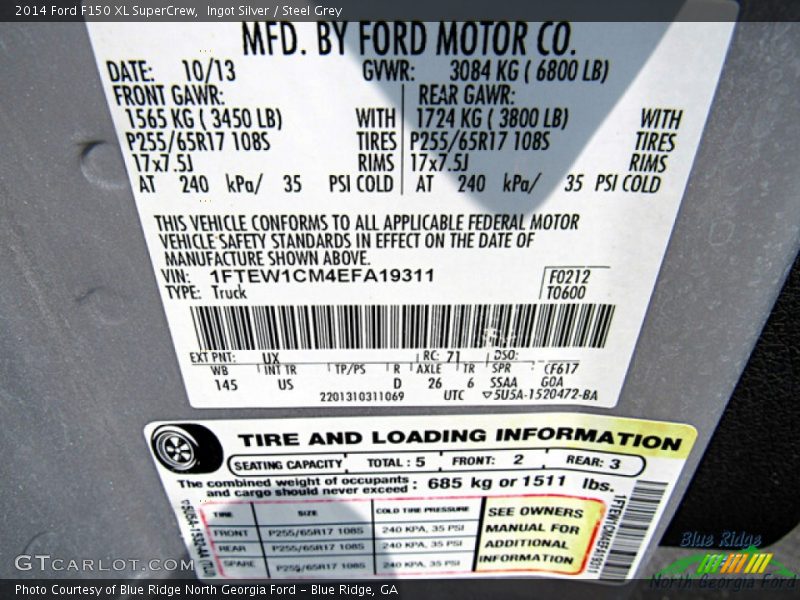 2014 Ford F150 XL SuperCrew, Ingot Silver / Steel Grey
MFD. BY FORD MOTOR CO.
DATE: 10/13 GVWR: 3084 KG ( 6800 LB)
FRONT GAWR: REAR GAWR:
1565 KG ( 3450 LB) WITH 1724 KG ( 3800 LB) WITH
P255/65R17 108S TIRES P255/65R17 108S TIRES
17x7.5J RIMS 17x7.5J RIMS
AT 240 kPa/ 35 PSI COLD AT 240 kPa/ 35 PSI COLD
THIS VEHICLE CONFORMS TO ALL APPLICABLE FEDERAL MOTOR
VEHICLE SAFETY STANDARDS IN EFFECT ON THE DATE OF
MANUFACTURE SHOWN ABOVE.
VIN: 1FTEW1CM4EFA19311 F0212
TYPE: Truck T0600
EXT PNT: UX RC: 71 DSO:
WB INT TR TP/PS R AXLE TR SPR CF617
145 US D 26 6 SSAA GOA
2201310311069 UTC ▽5U5A-1520472-BA
TIRE AND LOADING INFORMATION
SEATING CAPACITY TOTAL: 5 FRONT: 2 REAR: 3
The combined weight of occupants
and cargo should never exceed : 685 kg or 1511 lbs.
TIRE SIZE COLD TIRE PRESSURE
FRONT P255/65R17 108S 240 KPA, 35 PSI
REAR P255/65R17 108S 240 KPA, 35 PSI
SPARE P255/65R17 108S 240 KPA, 35 PSI
SEE OWNERS
MANUAL FOR
ADDITIONAL
INFORMATION
1FTEW1CM4EFA19311
Blue Ridge
North Georgia Ford
GTCarLot.com
Photo Courtesy of Blue Ridge North Georgia Ford - Blue Ridge, GA